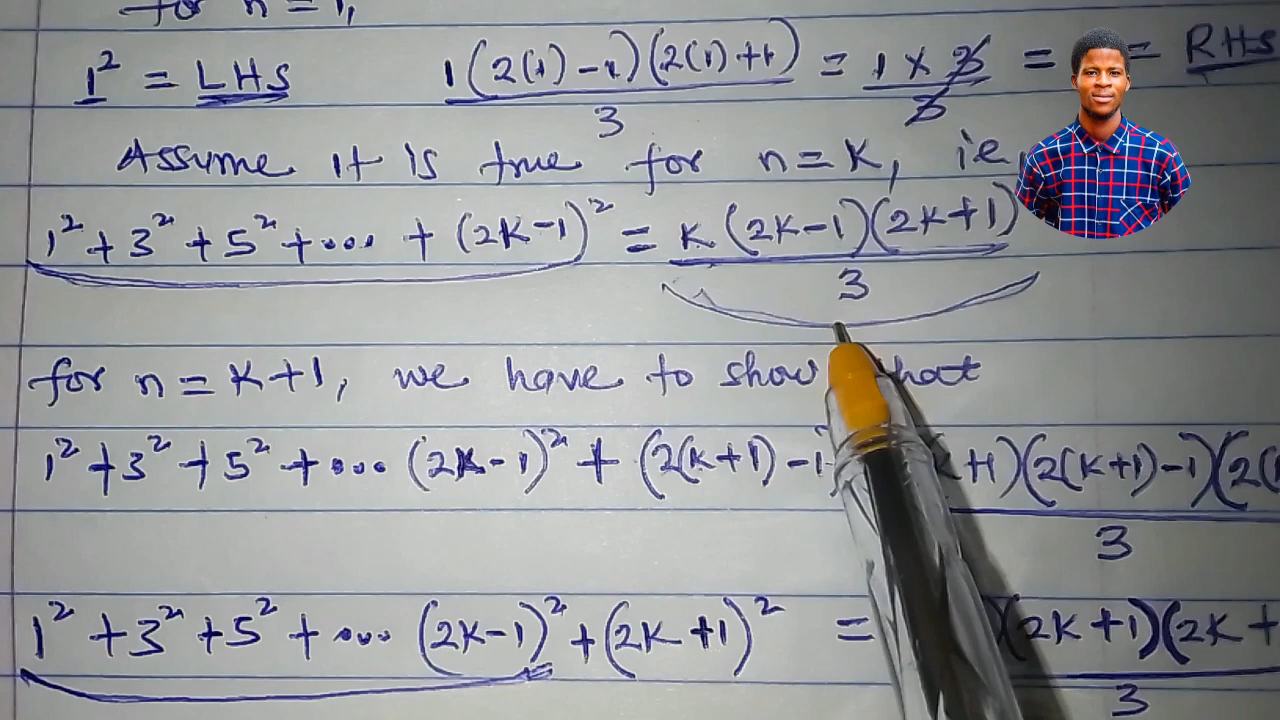 for n = 1,
1² = LHS 1(2(1)-1)(2(1)+1)/3 = 1 × 3/3 = = RHS
Assume it is true for n = k, ie,
1² + 3² + 5² + ... + (2k-1)² = k(2k-1)(2k+1)/3
for n = k+1, we have to show that
1² + 3² + 5² + ... (2k-1)² + (2(k+1)-1 k+1)(2(k+1)-1)(2( /3
1² + 3² + 5² + ... (2k-1)² + (2k+1)² = )(2k+1)(2k+ /3